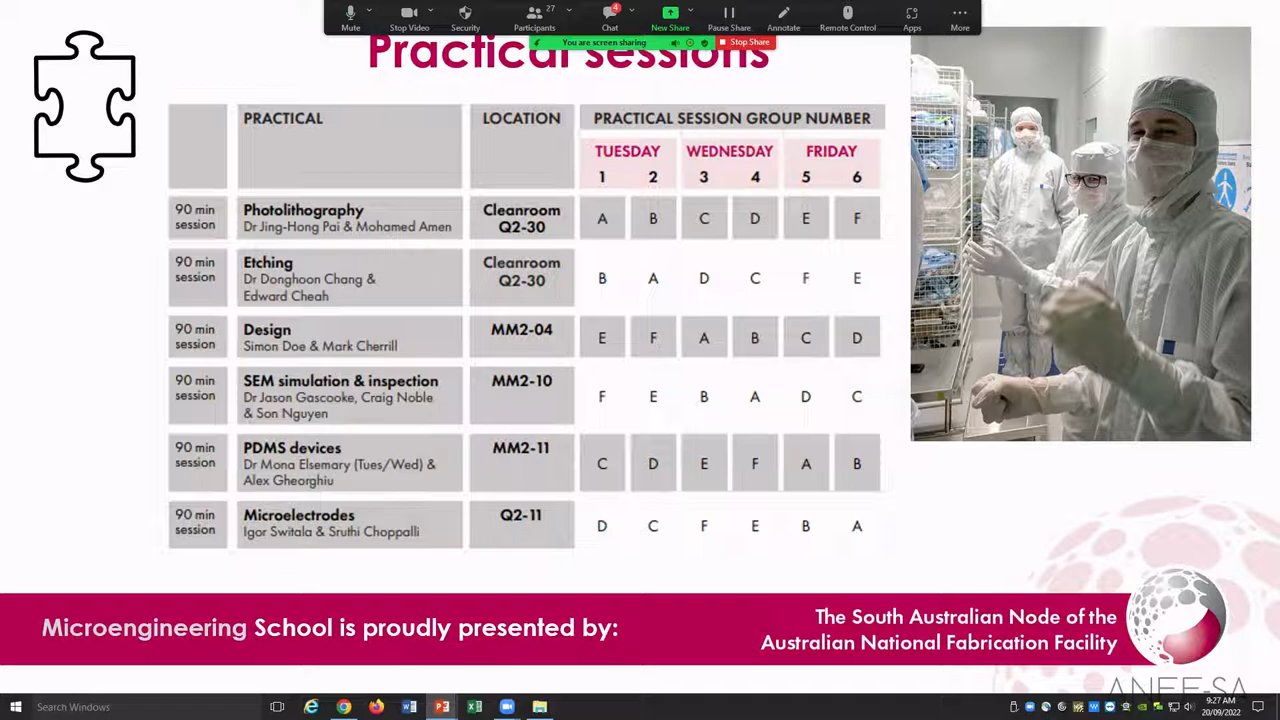 Mute
Stop Video
Security
27
Participants
4
Chat
New Share
Pause Share
Annotate
Remote Control
Apps
More
You are screen sharing
Stop Share
Practical sessions
PRACTICAL LOCATION PRACTICAL SESSION GROUP NUMBER
TUESDAY WEDNESDAY FRIDAY
1 2 3 4 5 6
90 min session
Photolithography
Dr Jing-Hong Pai & Mohamed Amen
Cleanroom
Q2-30
A B C D E F
90 min session
Etching
Dr Donghoon Chang &
Edward Cheah
Cleanroom
Q2-30
B A D C F E
90 min session
Design
Simon Doe & Mark Cherrill
MM2-04
E F A B C D
90 min session
SEM simulation & inspection
Dr Jason Gascooke, Craig Noble
& Son Nguyen
MM2-10
F E B A D C
90 min session
PDMS devices
Dr Mona Elsemary (Tues/Wed) &
Alex Gheorghiu
MM2-11
C D E F A B
90 min session
Microelectrodes
Igor Switala & Sruthi Choppalli
Q2-11
D C F E B A
Microengineering School is proudly presented by:
The South Australian Node of the
Australian National Fabrication Facility
ANFF-SA
Search Windows
9:27 AM
20/09/2022